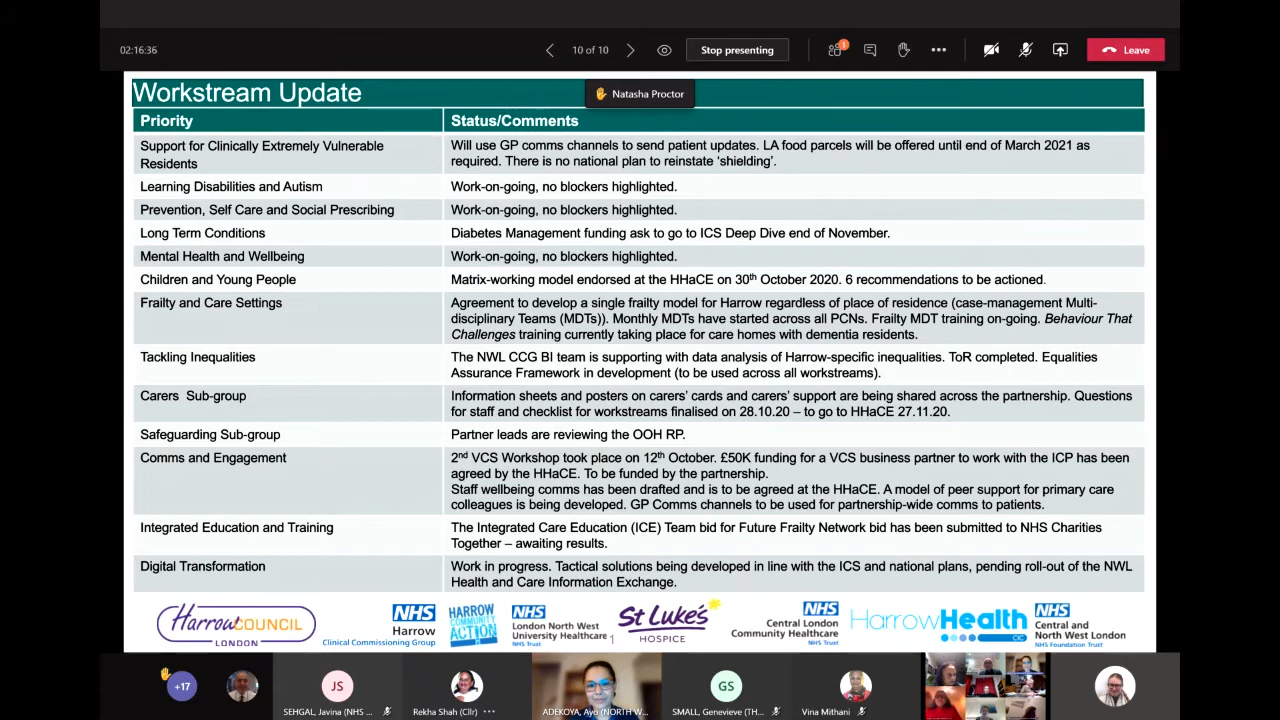 02:16:36
10 of 10
Stop presenting
1
Leave
Workstream Update
Natasha Proctor
Priority
Status/Comments
Support for Clinically Extremely Vulnerable
Residents
Will use GP comms channels to send patient updates. LA food parcels will be offered until end of March 2021 as
required. There is no national plan to reinstate ‘shielding’.
Learning Disabilities and Autism
Work-on-going, no blockers highlighted.
Prevention, Self Care and Social Prescribing
Work-on-going, no blockers highlighted.
Long Term Conditions
Diabetes Management funding ask to go to ICS Deep Dive end of November.
Mental Health and Wellbeing
Work-on-going, no blockers highlighted.
Children and Young People
Matrix-working model endorsed at the HHaCE on 30th October 2020. 6 recommendations to be actioned.
Frailty and Care Settings
Agreement to develop a single frailty model for Harrow regardless of place of residence (case-management Multi-
disciplinary Teams (MDTs)). Monthly MDTs have started across all PCNs. Frailty MDT training on-going. Behaviour That
Challenges training currently taking place for care homes with dementia residents.
Tackling Inequalities
The NWL CCG BI team is supporting with data analysis of Harrow-specific inequalities. ToR completed. Equalities
Assurance Framework in development (to be used across all workstreams).
Carers Sub-group
Information sheets and posters on carers’ cards and carers’ support are being shared across the partnership. Questions
for staff and checklist for workstreams finalised on 28.10.20 – to go to HHaCE 27.11.20.
Safeguarding Sub-group
Partner leads are reviewing the OOH RP.
Comms and Engagement
2nd VCS Workshop took place on 12th October. £50K funding for a VCS business partner to work with the ICP has been
agreed by the HHaCE. To be funded by the partnership.
Staff wellbeing comms has been drafted and is to be agreed at the HHaCE. A model of peer support for primary care
colleagues is being developed. GP Comms channels to be used for partnership-wide comms to patients.
Integrated Education and Training
The Integrated Care Education (ICE) Team bid for Future Frailty Network bid has been submitted to NHS Charities
Together – awaiting results.
Digital Transformation
Work in progress. Tactical solutions being developed in line with the ICS and national plans, pending roll-out of the NWL
Health and Care Information Exchange.
HarrowCOUNCIL
LONDON
NHS
Harrow
Clinical Commissioning Group
HARROW
COMMUNITY
ACTION
NHS
London North West
University Healthcare
NHS Trust
1
St Luke's
HOSPICE
NHS
Central London
Community Healthcare
NHS Trust
HarrowHealth
CIC
NHS
Central and
North West London
NHS Foundation Trust
+17
JS
SEHGAL, Javina (NHS ...
Rekha Shah (Cllr)
ADEKOYA, Ayo (NORTH W...
GS
SMALL, Genevieve (TH...
Vina Mithani